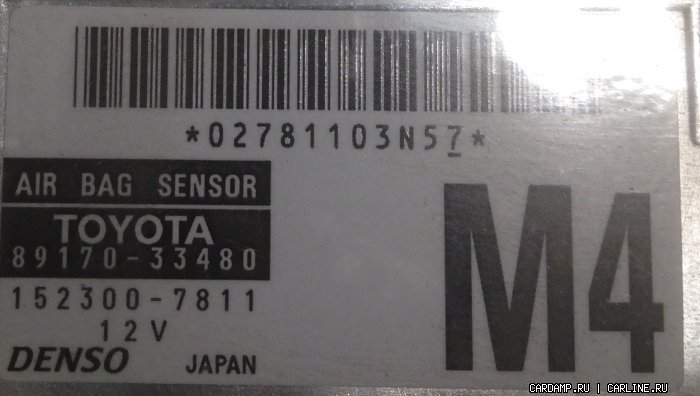 *02781103N57*
AIR BAG SENSOR
TOYOTA
89170-33480
152300-7811
12V
DENSO JAPAN
M4
CARDAMP.RU | CARLINE.RU